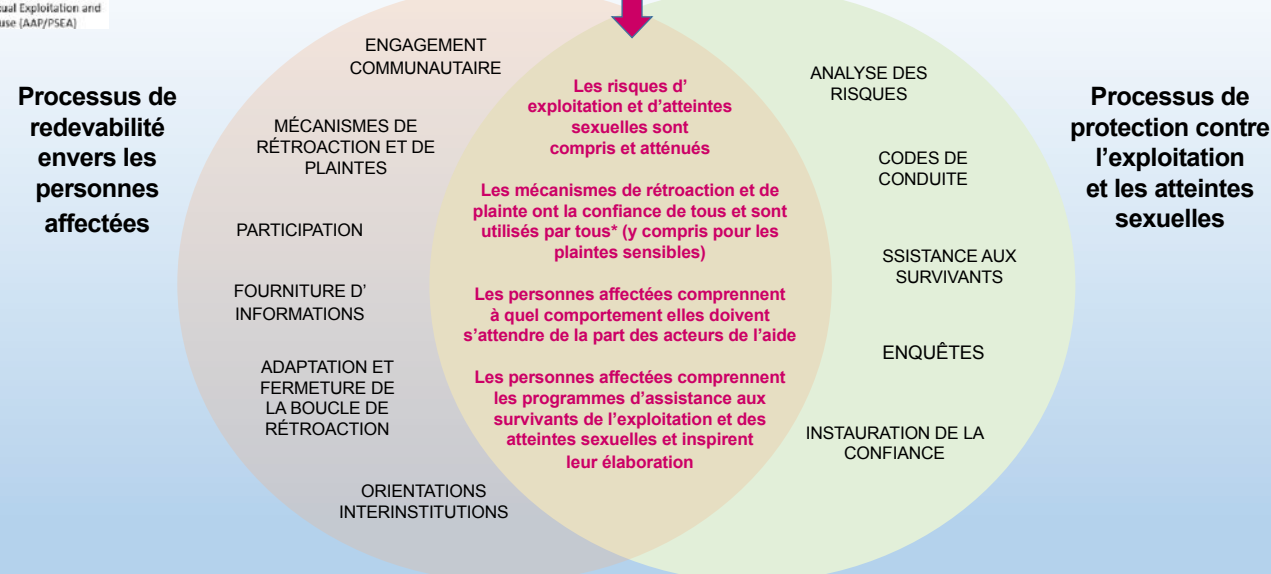 xual Exploitation and
use (AAP/PSEA)
Processus de
redevabilité
envers les
personnes
affectées
ENGAGEMENT
COMMUNAUTAIRE
MÉCANISMES DE
RÉTROACTION ET DE
PLAINTES
PARTICIPATION
FOURNITURE D’
INFORMATIONS
ADAPTATION ET
FERMETURE DE
LA BOUCLE DE
RÉTROACTION
ORIENTATIONS
INTERINSTITUTIONS
Les risques d’
exploitation et d’atteintes
sexuelles sont
compris et atténués
Les mécanismes de rétroaction et de
plainte ont la confiance de tous et sont
utilisés par tous* (y compris pour les
plaintes sensibles)
Les personnes affectées comprennent
à quel comportement elles doivent
s’attendre de la part des acteurs de l’aide
Les personnes affectées comprennent
les programmes d’assistance aux
survivants de l’exploitation et des
atteintes sexuelles et inspirent
leur élaboration
ANALYSE DES
RISQUES
CODES DE
CONDUITE
SSISTANCE AUX
SURVIVANTS
ENQUÊTES
INSTAURATION DE LA
CONFIANCE
Processus de
protection contre
l’exploitation
et les atteintes
sexuelles